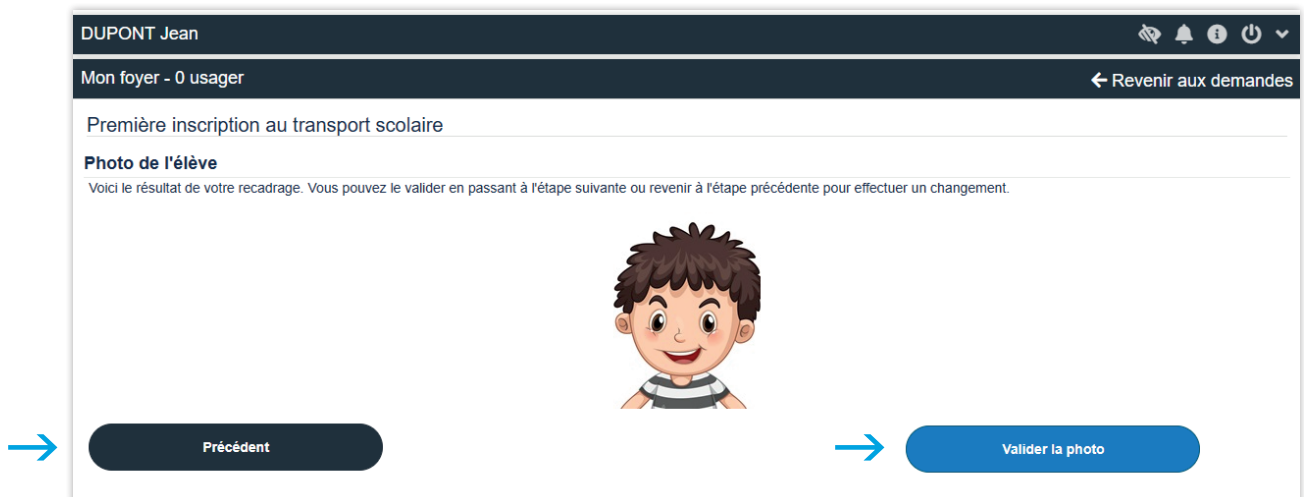 DUPONT Jean
Mon foyer - 0 usager
← Revenir aux demandes
Première inscription au transport scolaire
Photo de l'élève
Voici le résultat de votre recadrage. Vous pouvez le valider en passant à l'étape suivante ou revenir à l'étape précédente pour effectuer un changement.
Précédent
Valider la photo